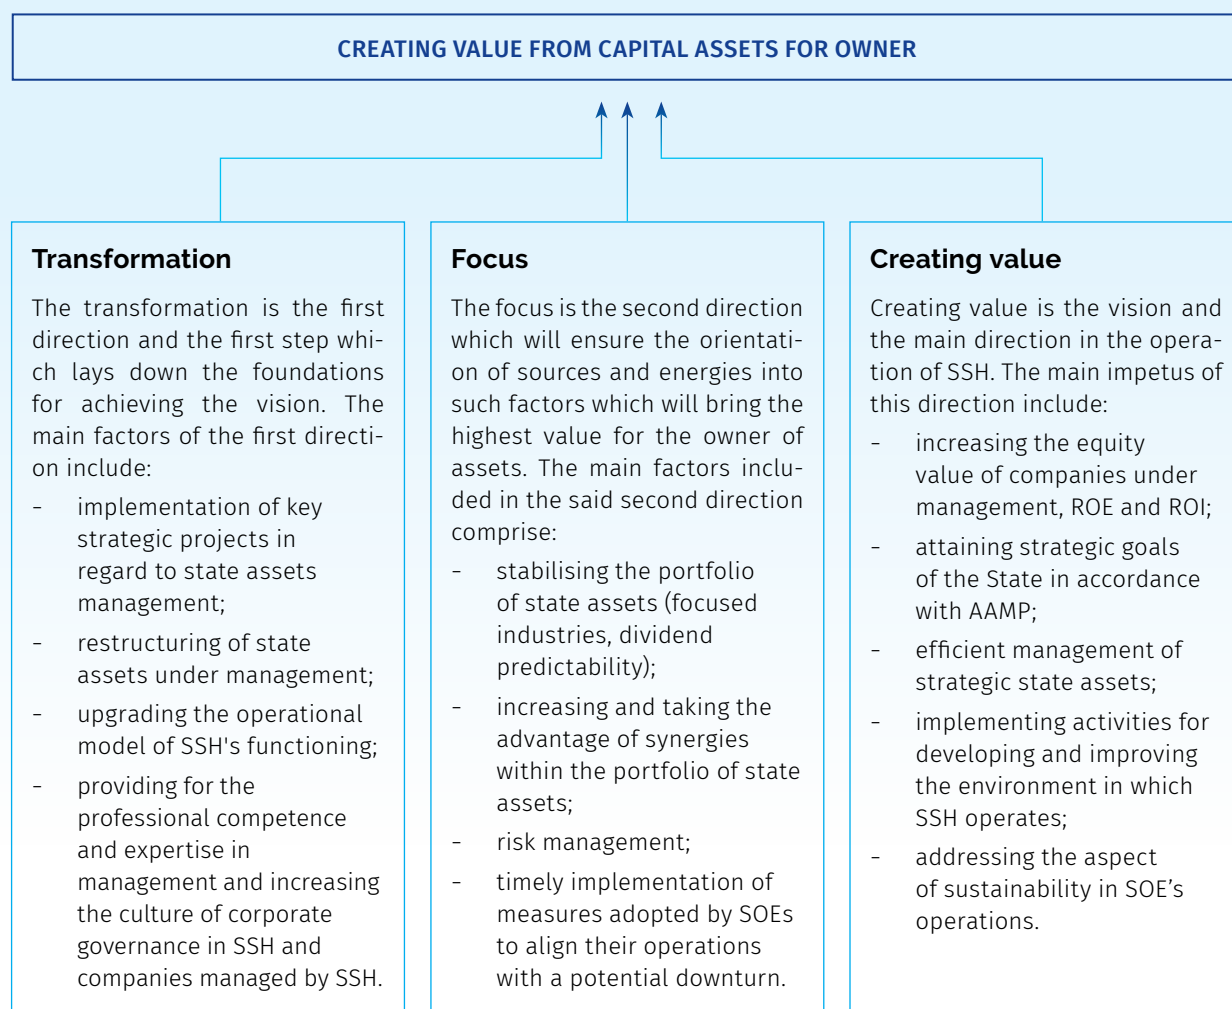 CREATING VALUE FROM CAPITAL ASSETS FOR OWNER
Transformation
The transformation is the first
direction and the first step whi-
ch lays down the foundations
for achieving the vision. The
main factors of the first directi-
on include:
- implementation of key
strategic projects in
regard to state assets
management;
- restructuring of state
assets under management;
- upgrading the operational
model of SSH's functioning;
- providing for the
professional competence
and expertise in
management and increasing
the culture of corporate
governance in SSH and
companies managed by SSH.
Focus
The focus is the second direction
which will ensure the orientati-
on of sources and energies into
such factors which will bring the
highest value for the owner of
assets. The main factors inclu-
ded in the said second direction
comprise:
- stabilising the portfolio
of state assets (focused
industries, dividend
predictability);
- increasing and taking the
advantage of synergies
within the portfolio of state
assets;
- risk management;
- timely implementation of
measures adopted by SOEs
to align their operations
with a potential downturn.
Creating value
Creating value is the vision and
the main direction in the opera-
tion of SSH. The main impetus of
this direction include:
- increasing the equity
value of companies under
management, ROE and ROI;
- attaining strategic goals
of the State in accordance
with AAMP;
- efficient management of
strategic state assets;
- implementing activities for
developing and improving
the environment in which
SSH operates;
- addressing the aspect
of sustainability in SOE’s
operations.